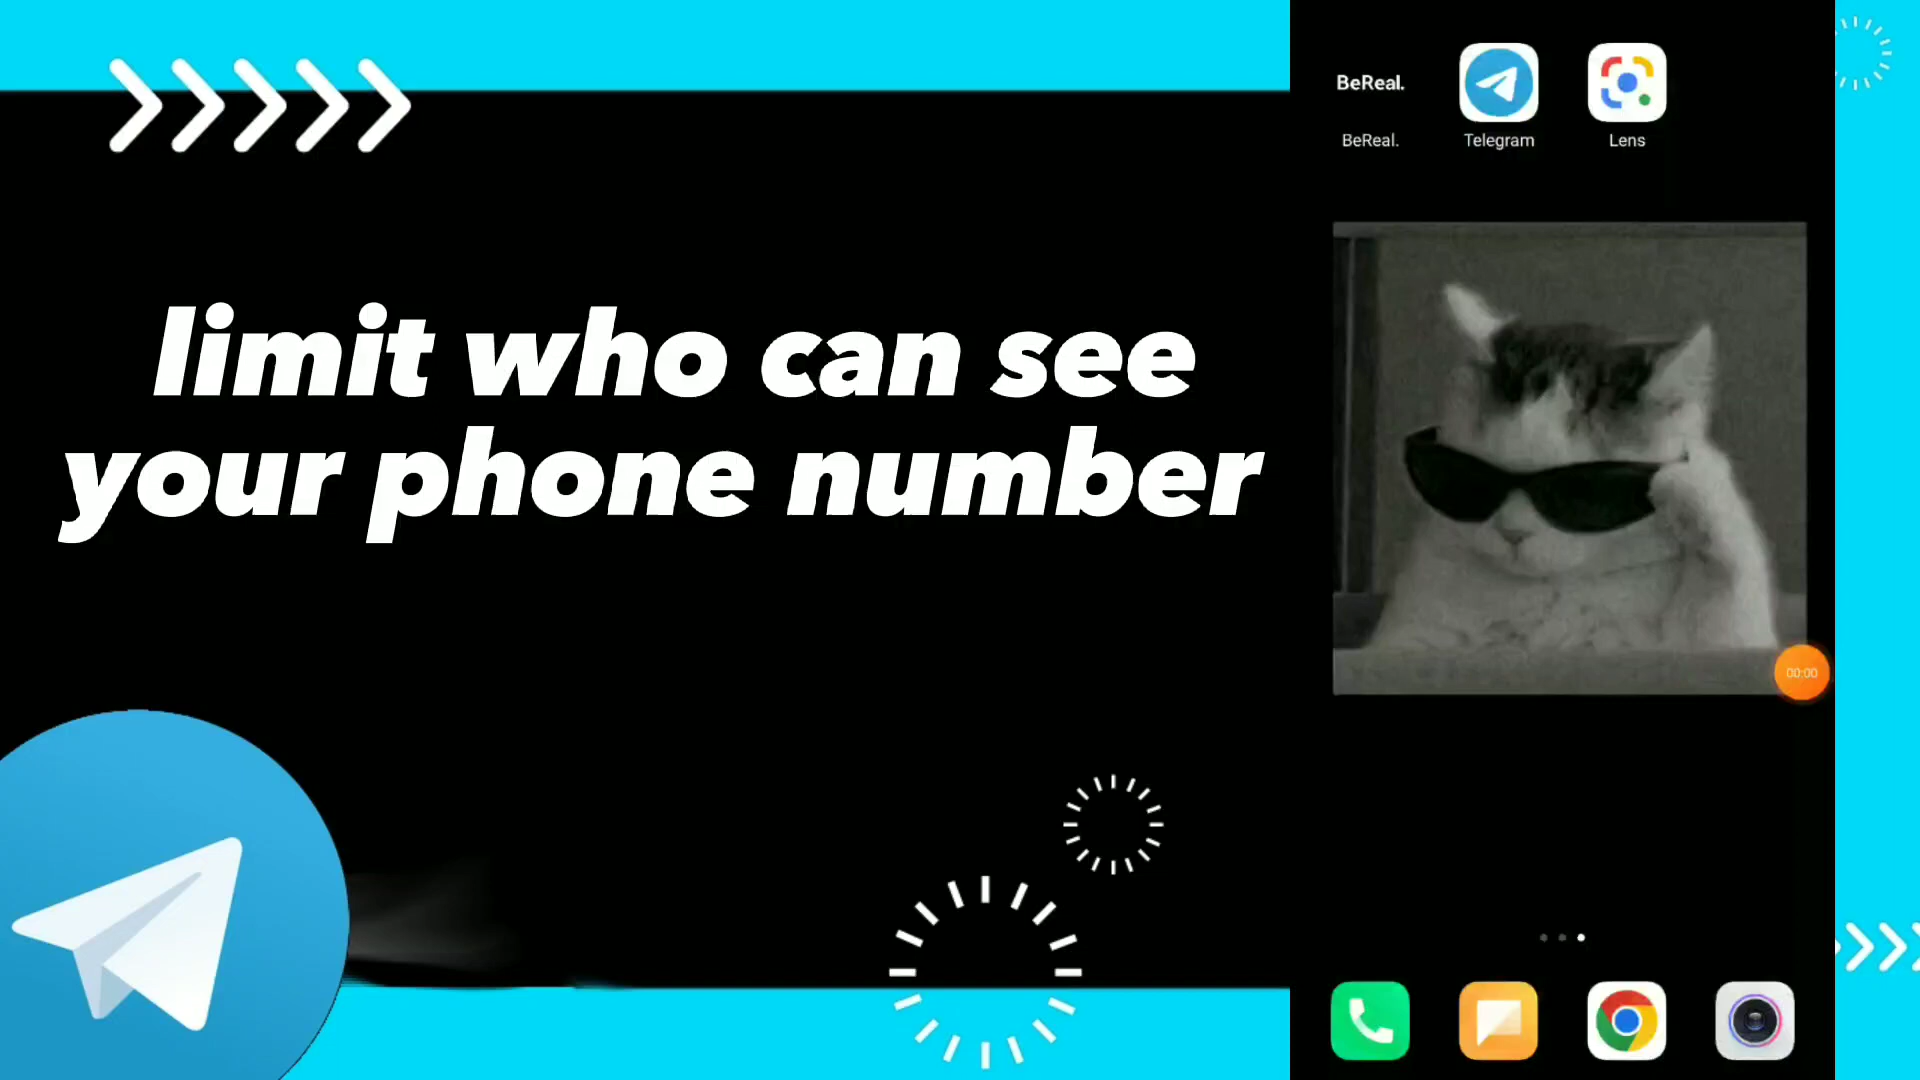 limit who can see
your phone number
BeReal.
BeReal.
Telegram
Lens
00:00